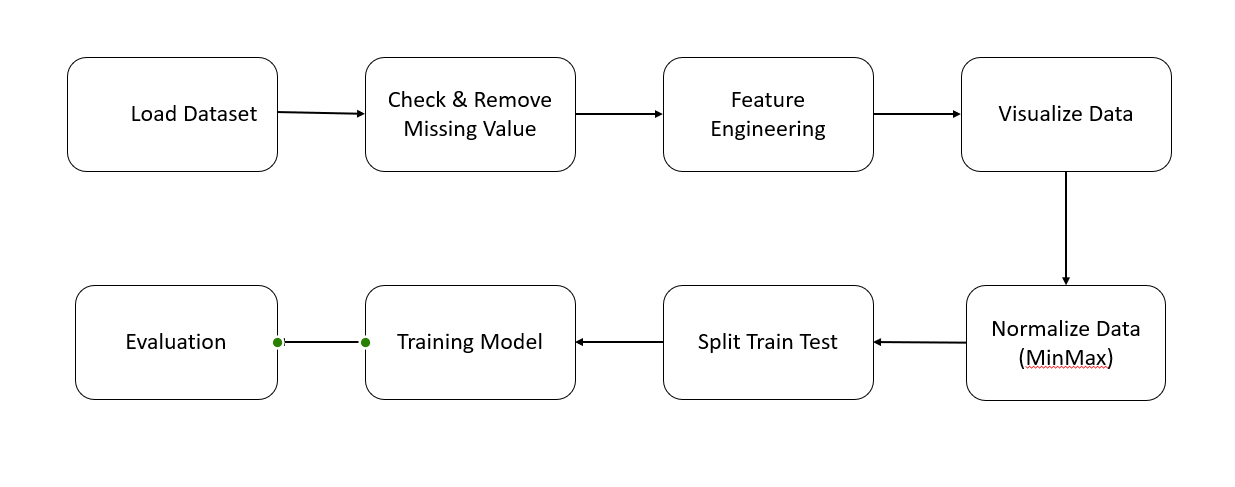 Load Dataset
Check & Remove
Missing Value
Feature
Engineering
Visualize Data
Normalize Data
(MinMax)
Split Train Test
Training Model
Evaluation